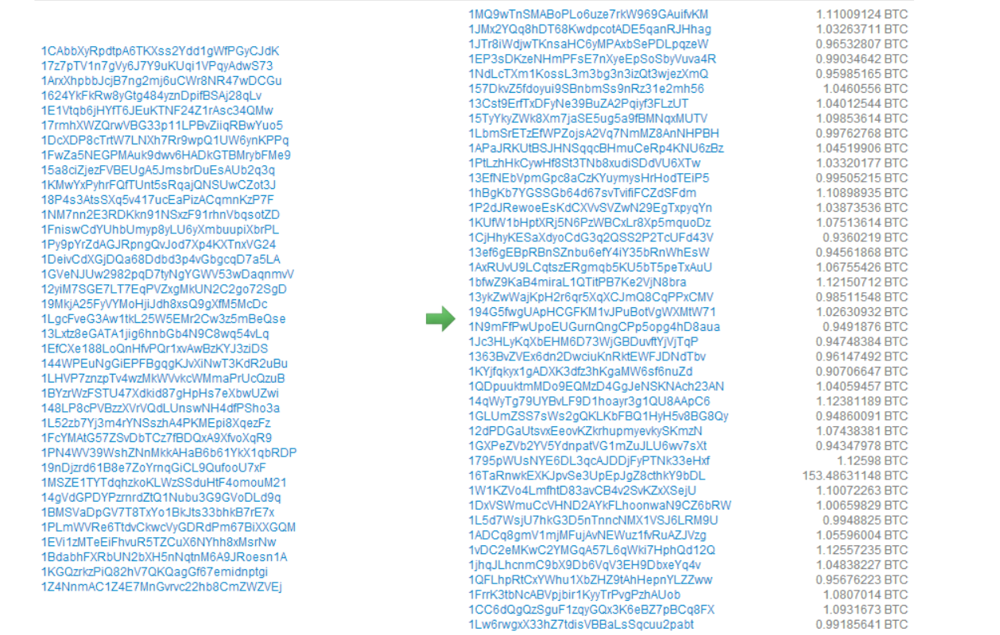 1CAbbXyRpdtpA6TKXss2Ydd1gWfPGyCJdK
17z7pTV1n7gVy6J7Y9uKUqi1VPqyAdwS73
1ArxXhpbbJcjB7ng2mj6uCWr8NR47wDCGu
1624YkFkRw8yGtg484yznDpifBSAj28qLv
1E1Vtqb6jHYfT6JEuKTNF24Z1rAsc34QMw
17rmhXWZQrwVBG33p11LPBvZiiqRBwYuo5
1DcXDP8cTrtW7LNXh7Rr9wpQ1UW6ynKPPq
1FwZa5NEGPMAuk9dwv6HADkGTBMrybFMe9
15a8ciZjezFVBEUgA5JmsbrDuEsAUb2q3q
1KMwYxPyhrFQfTUnt5sRqajQNSUwCZot3J
18P4s3AtsSXq5v417ucEaPizACqmnKzP7F
1NM7nn2E3RDKkn91NSxzF91rhnVbqsotZD
1FniswCdYUhbUmyp8yLU6yXmbuupiXbrPL
1Py9pYrZdAGJRpngQvJod7Xp4KXTnxVG24
1DeivCdXGjDQa68Ddbd3p4vGbgcqD7a5LA
1GVeNJUw2982pqD7tyNgYGWV53wDaqnmvV
12yiM7SGE7LT7EqPVZxgMkUN2C2go72SgD
19MkjA25FyVYMoHjiJdh8xsQ9gXfM5McDc
1LgcFveG3Aw1tkL25W5EMr2Cw3z5mBeQse
13Lxtz8eGATA1jig6hnbGb4N9C8wq54vLq
1EfCXe188LoQnHfvPQr1xvAwBzKYJ3ziDS
144WPEuNgGiEPFBgqgKJvXiNwT3KdR2uBu
1LHVP7znzpTv4wzMkWVvkcWMmaPrUcQzuB
1BYzrWzFSTU47Xdkid87gHpHs7eXbwUZwi
148LP8cPVBzzXVrVQdLUnswNH4dfPSho3a
1L52zb7Yj3m4rYNSszhA4PKMEpi8XqezFz
1FcYMAtG57ZSvDbTCz7fBDQxA9XfvoXqR9
1PN4WV39WshZNnMkkAHaB6b61YkX1qbRDP
19nDjzrd61B8e7ZoYrnqGiCL9QufooU7xF
1MSZE1TYTdqhzkoKLWzSSduHtF4omouM21
14gVdGPDYPzrnrdZtQ1Nubu3G9GVoDLd9q
1BMSVaDpGV7T8TxYo1BkJts33bhkB7rE7x
1PLmWVRe6TtdvCkwcVyGDRdPm67BiXXGQM
1EVi1zMTeEiFhvuR5TZCuX6NYhh8xMsrNw
1BdabhFXRbUN2bXH5nNqtnM6A9JRoesn1A
1KGQzrkzPiQ82hV7QKQagGf67emidnptgi
1Z4NnmAC1Z4E7MnGvrvc22hb8CmZWZVEj
1MQ9wTnSMABoPLo6uze7rkW969GAuifvKM 1.11009124 BTC
1JMx2YQq8hDT68KwdpcotADE5qanRJHhag 1.03263711 BTC
1JTr8iWdjwTKnsaHC6yMPAxbSePDLpqzeW 0.96532807 BTC
1EP3sDKzeNHmPFsE7nXyeEpSoSbyVuva4R 0.99034642 BTC
1NdLcTXm1KossL3m3bg3n3izQt3wjezXmQ 0.95985165 BTC
157DkvZ5fdoyui9SBnbmSs9nRz31e2mh56 1.0460556 BTC
13Cst9ErfTxDFyNe39BuZA2Pqiyf3FLzUT 1.04012544 BTC
15TyYkyZWk8Xm7jaSE5ug5a9fBMNqxMUTV 1.09853614 BTC
1LbmSrETzEfWPZojsA2Vq7NmMZ8AnNHPBH 0.99762768 BTC
1APaJRKUtBSJHNSqqcBHmuCeRp4KNU6zBz 1.04519906 BTC
1PtLzhHkCywHf8St3TNb8xudiSDdVU6XTw 1.03320177 BTC
13EfNEbVpmGpc8aCzKYuymysHrHodTEiP5 0.99505215 BTC
1hBgKb7YGSSGb64d67svTvifiFCZdSFdm 1.10898935 BTC
1P2dJRewoeEsKdCXVvSVZwN29EgTxpyqYn 1.03873536 BTC
1KUfW1bHptXRj5N6PzWBCxLr8Xp5mquoDz 1.07513614 BTC
1CjHhyKESaXdyoCdG3q2QSS2P2TcUFd43V 0.9360219 BTC
13ef6gEBpRBnSZnbu6efY4iY35bRnWhEsW 0.94561868 BTC
1AxRUvU9LCqtszERgmqb5KU5bT5peTxAuU 1.06755426 BTC
1bfwZ9KaB4miraL1QTitPB7Ke2VjN8bra 1.12150712 BTC
13ykZwWajKpH2r6qr5XqXCJmQ8CqPPxCMV 0.98511548 BTC
194G5fwgUApHCGFKM1vJPuBotVgWXMtW71 1.02630932 BTC
1N9mFfPwUpoEUGurnQngCPp5opg4hD8aua 0.9491876 BTC
1Jc3HLyKqXbEHM6D73WjGBDuvftYjVjTqP 0.94748384 BTC
1363BvZVEx6dn2DwciuKnRktEWFJDNdTbv 0.96147492 BTC
1KYjfqkyx1gADXK3dfz3hKgaMW6sf6nuZd 0.90706647 BTC
1QDpuuktmMDo9EQMzD4GgJeNSKNAch23AN 1.04059457 BTC
14qWyTg79UYBvLF9D1hoayr3g1QU8AApC6 1.12381189 BTC
1GLUmZSS7sWs2gQKLKbFBQ1HyH5v8BG8Qy 0.94860091 BTC
12dPDGaUtsvxEeovKZkrhupmyevkySKmzN 1.07438381 BTC
1GXPeZVb2YV5YdnpatVG1mZuJLU6wv7sXt 0.94347978 BTC
1795pWUsNYE6DL3qcAJDDjFyPTNk33eHxf 1.12598 BTC
16TaRnwkEXKJpvSe3UpEpJgZ8cthkY9bDL 153.48631148 BTC
1W1KZVo4LmfhtD83avCB4v2SvKZxXSejU 1.10072263 BTC
1DxVSWmuCcVHND2AYkFLhoonwaN9CZ6bRW 1.00659829 BTC
1L5d7WsjU7hkG3D5nTnncNMX1VSJ6LRM9U 0.9948825 BTC
1ADCq8gmV1mjMFujAvNEWuz1fvRuAZJVzg 1.05596004 BTC
1vDC2eMKwC2YMGqA57L6qWki7HphQd12Q 1.12557235 BTC
1jhqJLhcnmC9bX9Db6VqV3EH9DbxeYq4v 1.04838227 BTC
1QFLhpRtCxYWhu1XbZHZ9tAhHepnYLZZww 0.95676223 BTC
1FrrK3tbNcABVpjbir1KyyTrPvgPzhAUob 1.0807014 BTC
1CC6dQgQzSguF1zqyGQx3K6eBZ7pBCq8FX 1.0931673 BTC
1Lw6rwgxX33hZ7tdisVBBaLsSqcuu2pabt 0.99185641 BTC